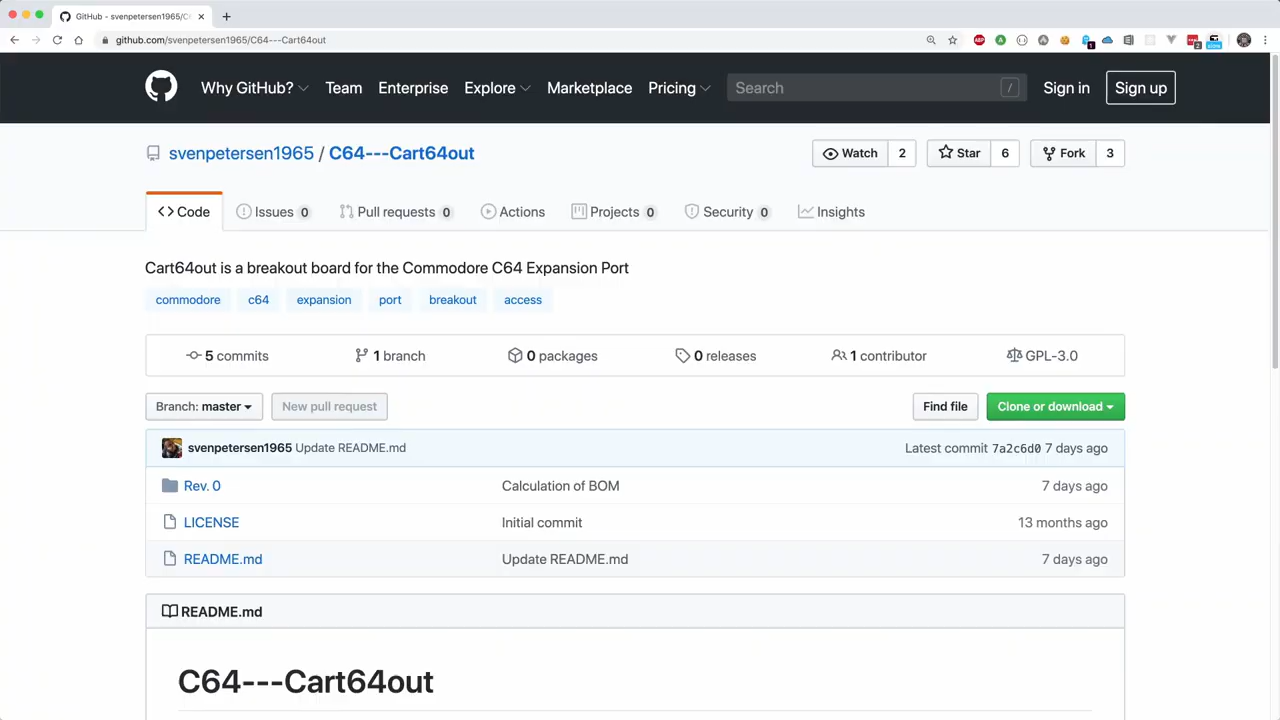 GitHub - svenpetersen1965/C6
github.com/svenpetersen1965/C64---Cart64out
Why GitHub? Team Enterprise Explore Marketplace Pricing Search / Sign in Sign up
svenpetersen1965 / C64---Cart64out Watch 2 Star 6 Fork 3
Code Issues 0 Pull requests 0 Actions Projects 0 Security 0 Insights
Cart64out is a breakout board for the Commodore C64 Expansion Port
commodore c64 expansion port breakout access
5 commits 1 branch 0 packages 0 releases 1 contributor GPL-3.0
Branch: master New pull request Find file Clone or download
svenpetersen1965 Update README.md Latest commit 7a2c6d0 7 days ago
Rev. 0 Calculation of BOM 7 days ago
LICENSE Initial commit 13 months ago
README.md Update README.md 7 days ago
README.md
C64---Cart64out